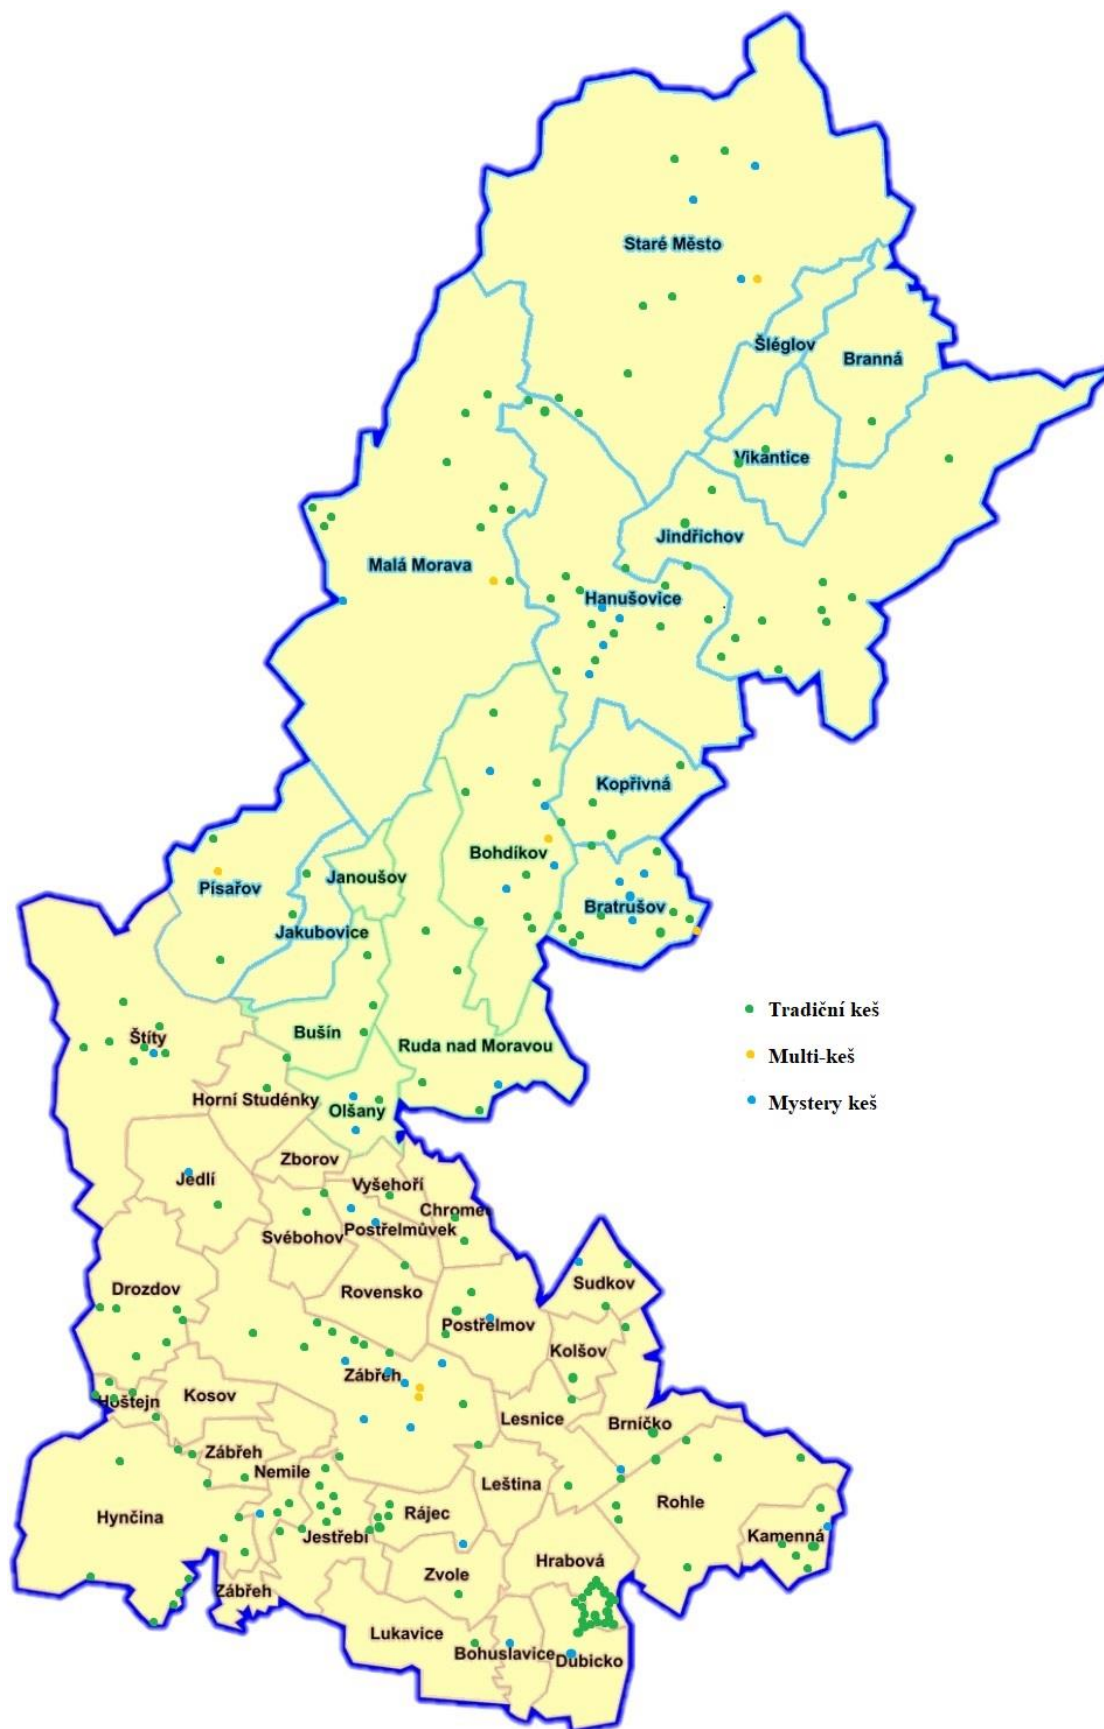 Staré Město
Šléglov
Branná
Vikantice
Jindřichov
Malá Morava
Hanušovice
Kopřivná
Bohdíkov
Janoušov
Písařov
Bratrušov
Jakubovice
Tradiční keš
Štíty
Bušín
Ruda nad Moravou
Multi-keš
Horní Studénky
Olšany
Mystery keš
Zborov
Jedlí
Vyšehoří
Chromeč
Svébohov
Postřelmůvek
Drozdov
Rovensko
Sudkov
Postřelmov
Kolšov
Zábřeh
Hoštejn
Kosov
Lesnice
Brníčko
Zábřeh
Nemile
Leština
Rohle
Hynčina
Rájec
Jestřebí
Kamenná
Hrabová
Zvole
Zábřeh
Lukavice
Bohuslavice
Dubicko